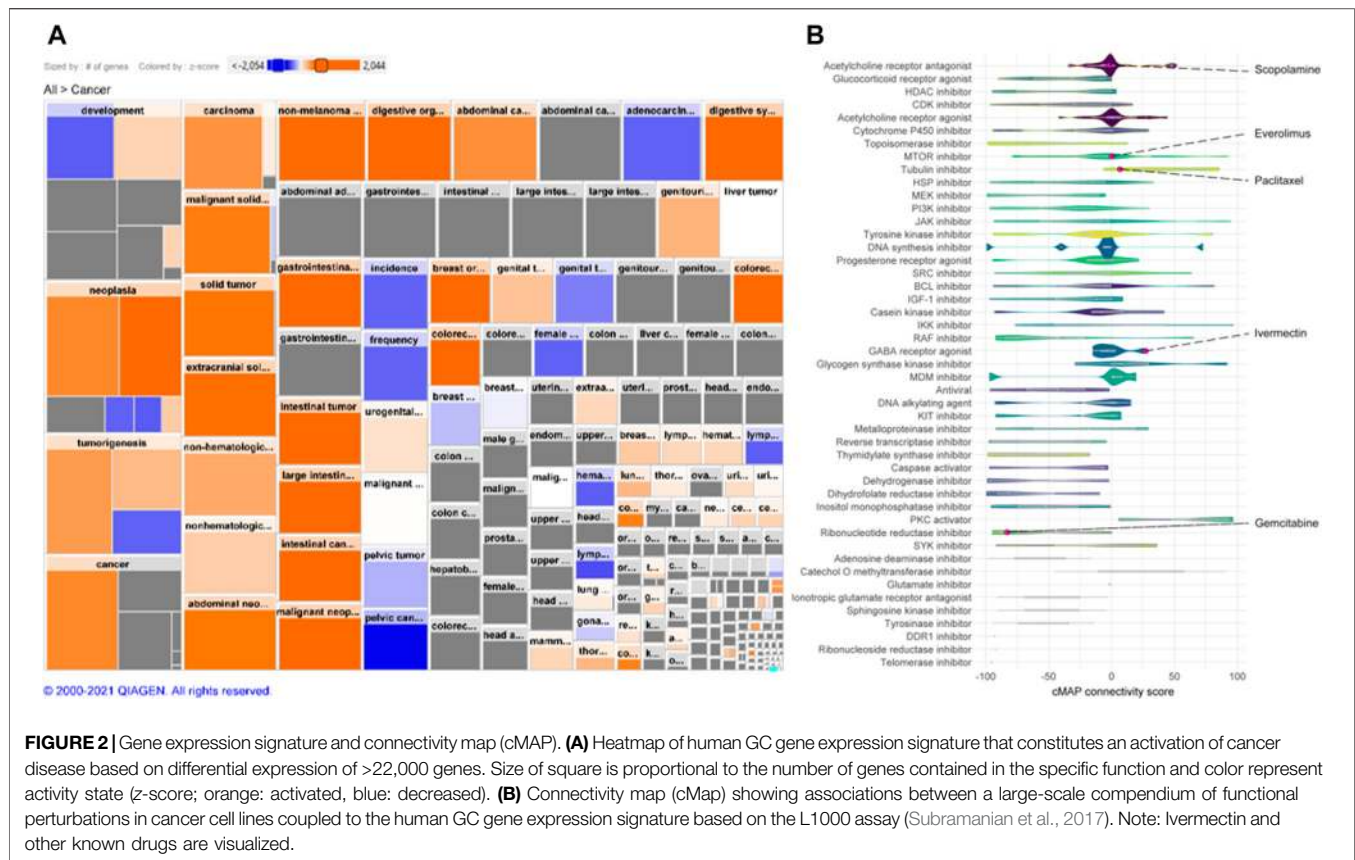 A
Sized by : # of genes Colored by : z-score < -2,054 2,044
All > Cancer
development carcinoma non-melanoma ... digestive org... abdominal ca... abdominal ca... adenocarcin... digestive sy...
abdominal ad... gastrointes... intestinal ... large intes... large intes... genitouri... liver tumor
malignant solid...
gastrointestina... incidence breast or... genital t... genital t... genitour... genitou... colorec...
neoplasia solid tumor
gastrointestin... frequency colorec... colore... female ... colon ... liver c... female ... colon...
extracranial sol...
breast ... breast... uterin... extraa... uteri... prost... head... endo...
intestinal tumor urogenital...
tumorigenesis non-hematologic... male g... endom... upper... breas... lymp... hemat... lymp...
colon ...
large intestin... malignant ... malign... malig... hema... lun... thor... ova... uri... uri...
colon c... upper ... head... co... my... ca... ne... ce... ce...
nonhematologic...
intestinal can... pelvic tumor prosta... upper ... lymp... or... o... re... s... s... a... c...
cancer hepatob... or... t... c... b...
female... head ... lung ... or... g... r...
abdominal neo... malignant neop... pelvic can... colorec... head a... mamm... gona... re... k... h...
thor... co... k... a...
o...
© 2000-2021 QIAGEN. All rights reserved.
B
Acetylcholine receptor antagonist
Glucocorticoid receptor agonist
HDAC inhibitor
CDK inhibitor
Acetylcholine receptor agonist
Cytochrome P450 inhibitor
Topoisomerase inhibitor
MTOR inhibitor
Tubulin inhibitor
HSP inhibitor
MEK inhibitor
PI3K inhibitor
JAK inhibitor
Tyrosine kinase inhibitor
DNA synthesis inhibitor
Progesterone receptor agonist
SRC inhibitor
BCL inhibitor
IGF-1 inhibitor
Casein kinase inhibitor
IKK inhibitor
RAF inhibitor
GABA receptor agonist
Glycogen synthase kinase inhibitor
MDM inhibitor
Antiviral
DNA alkylating agent
KIT inhibitor
Metalloproteinase inhibitor
Reverse transcriptase inhibitor
Thymidylate synthase inhibitor
Caspase activator
Dehydrogenase inhibitor
Dihydrofolate reductase inhibitor
Inositol monophosphatase inhibitor
PKC activator
Ribonucleotide reductase inhibitor
SYK inhibitor
Adenosine deaminase inhibitor
Catechol O methyltransferase inhibitor
Glutamate inhibitor
Ionotropic glutamate receptor antagonist
Sphingosine kinase inhibitor
Tyrosinase inhibitor
DDR1 inhibitor
Ribonucleoside reductase inhibitor
Telomerase inhibitor
Scopolamine
Everolimus
Paclitaxel
Ivermectin
Gemcitabine
-100 -50 0 50 100
cMAP connectivity score
FIGURE 2 | Gene expression signature and connectivity map (cMAP). (A) Heatmap of human GC gene expression signature that constitutes an activation of cancer
disease based on differential expression of >22,000 genes. Size of square is proportional to the number of genes contained in the specific function and color represent
activity state (z-score; orange: activated, blue: decreased). (B) Connectivity map (cMap) showing associations between a large-scale compendium of functional
perturbations in cancer cell lines coupled to the human GC gene expression signature based on the L1000 assay (Subramanian et al., 2017). Note: Ivermectin and
other known drugs are visualized.